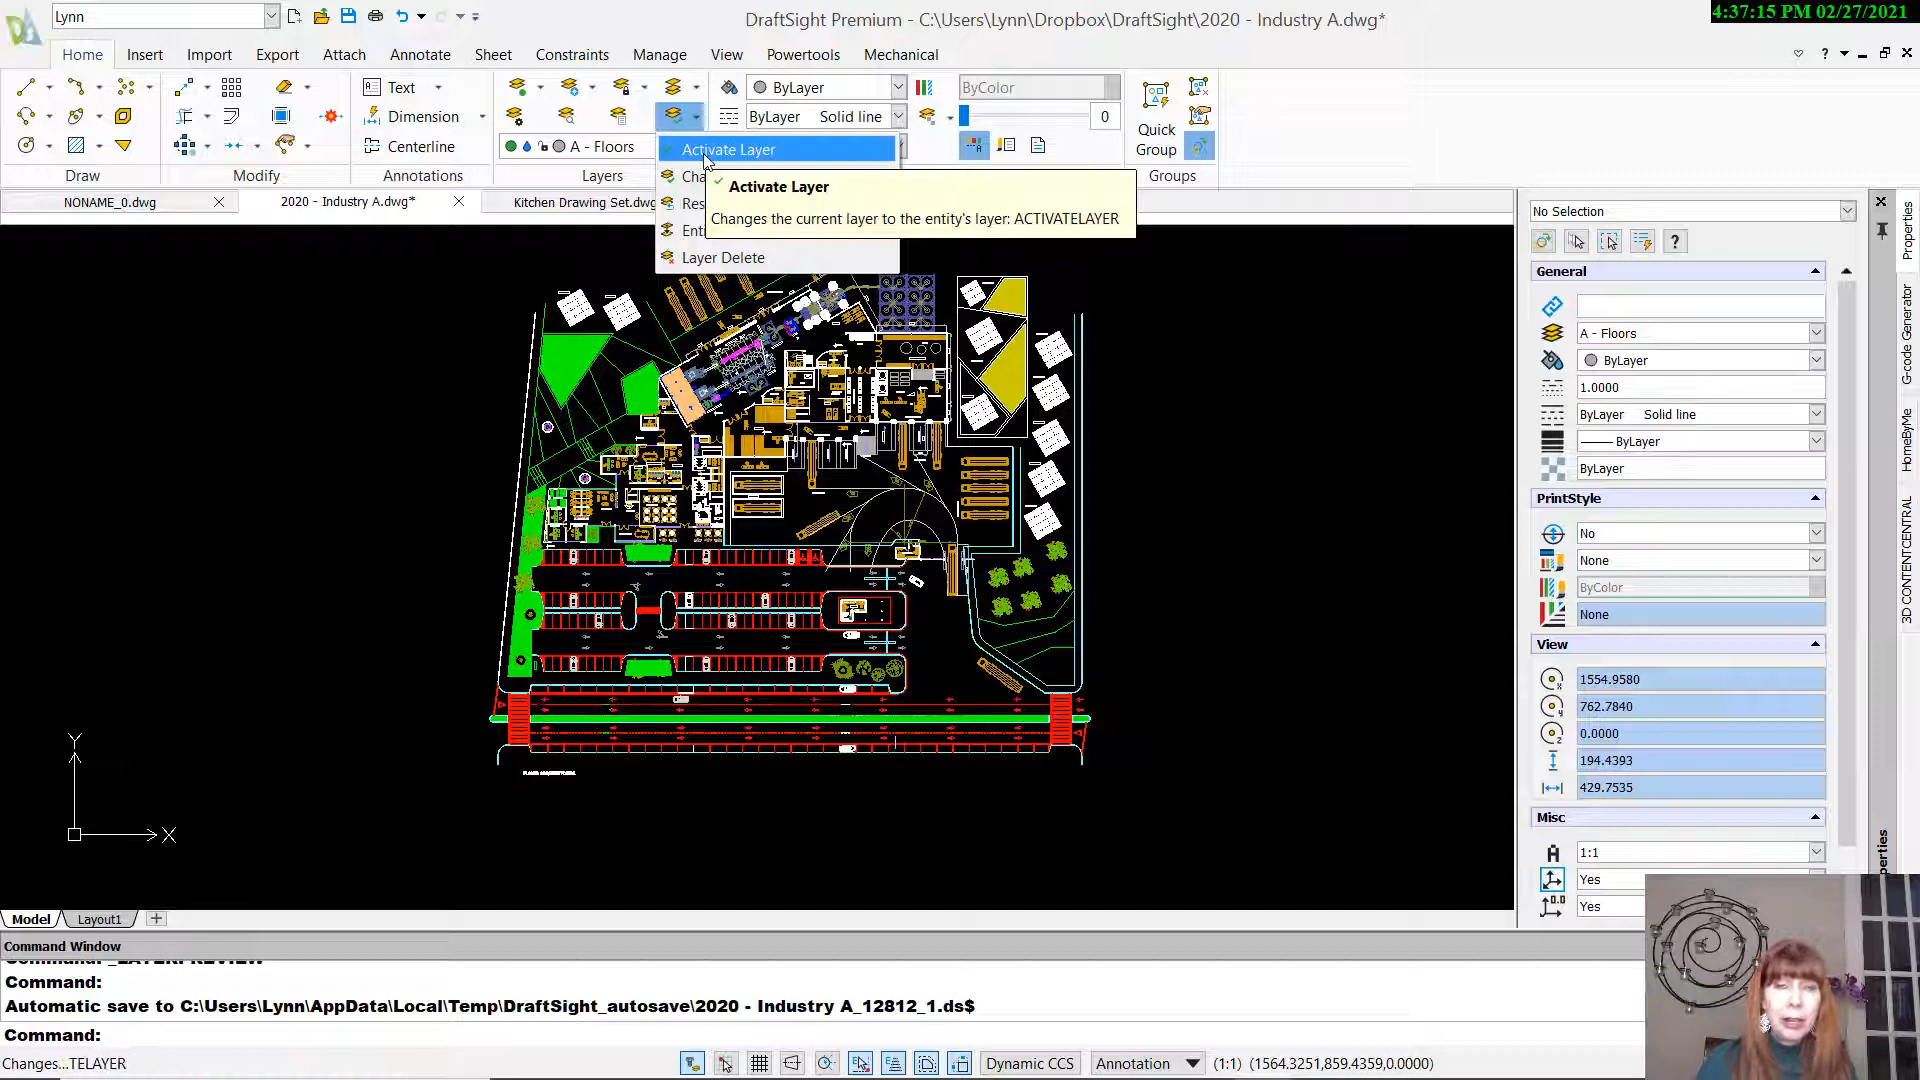 Lynn
DraftSight Premium - C:\Users\Lynn\Dropbox\DraftSight\2020 - Industry A.dwg*
4:37:15 PM 02/27/2021
Home Insert Import Export Attach Annotate Sheet Constraints Manage View Powertools Mechanical
?
Text
ByLayer
ByColor
Dimension
ByLayer Solid line
0
Quick
Group
Centerline
A - Floors
Activate Layer
Draw Modify Annotations Layers Groups
Cha
Activate Layer
Res
Changes the current layer to the entity's layer: ACTIVATELAYER
Enti
Layer Delete
NONAME_0.dwg
2020 - Industry A.dwg*
Kitchen Drawing Set.dwg
No Selection
?
General
A - Floors
ByLayer
1.0000
ByLayer Solid line
ByLayer
ByLayer
PrintStyle
No
None
ByColor
None
View
1554.9580
762.7840
0.0000
194.4393
429.7535
Misc
1:1
Yes
Yes
Properties
G-code Generator
HomeByMe
3D CONTENTCENTRAL
perties
Y
X
Model Layout1
Command Window
Command: _LAYERPREVIEW
Command:
Automatic save to C:\Users\Lynn\AppData\Local\Temp\DraftSight_autosave\2020 - Industry A_12812_1.ds$
Command:
Changes...TELAYER
Dynamic CCS
Annotation
(1:1) (1564.3251,859.4359,0.0000)